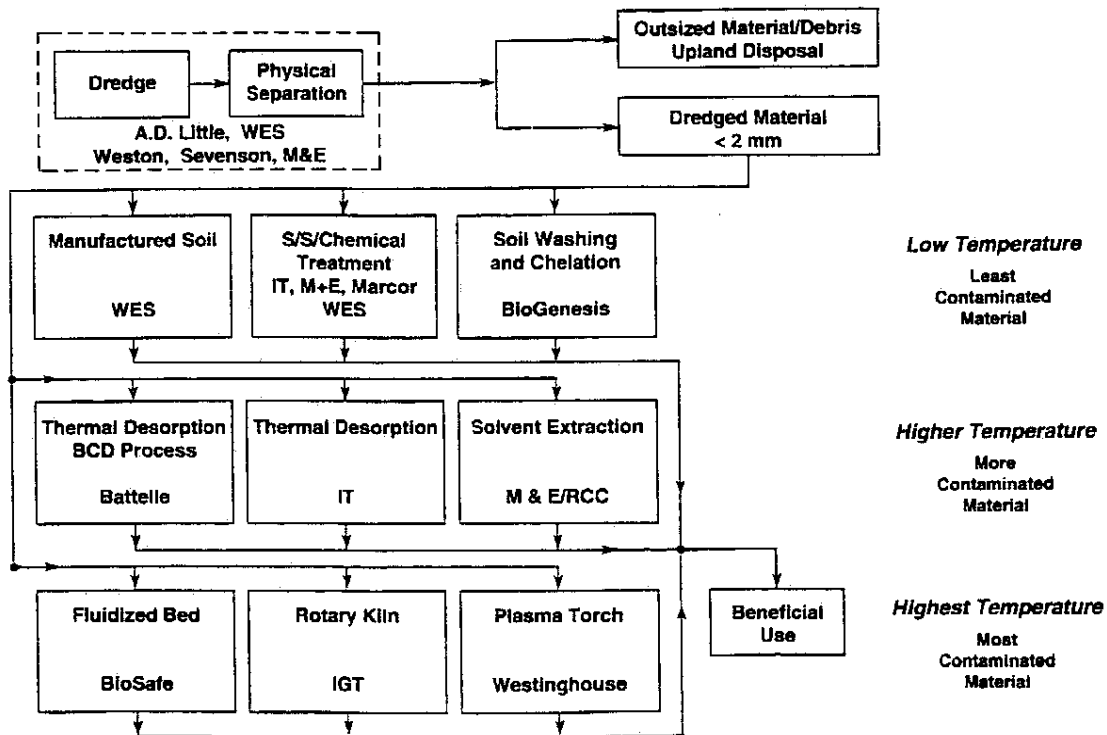 Dredge
Physical
Separation
A.D. Little, WES
Weston, Sevenson, M&E
Outsized Material/Debris
Upland Disposal
Dredged Material
< 2 mm
Manufactured Soil
WES
S/S/Chemical
Treatment
IT, M+E, Marcor
WES
Soil Washing
and Chelation
BioGenesis
Low Temperature
Least
Contaminated
Material
Thermal Desorption
BCD Process
Battelle
Thermal Desorption
IT
Solvent Extraction
M & E/RCC
Higher Temperature
More
Contaminated
Material
Fluidized Bed
BioSafe
Rotary Kiln
IGT
Plasma Torch
Westinghouse
Beneficial
Use
Highest Temperature
Most
Contaminated
Material